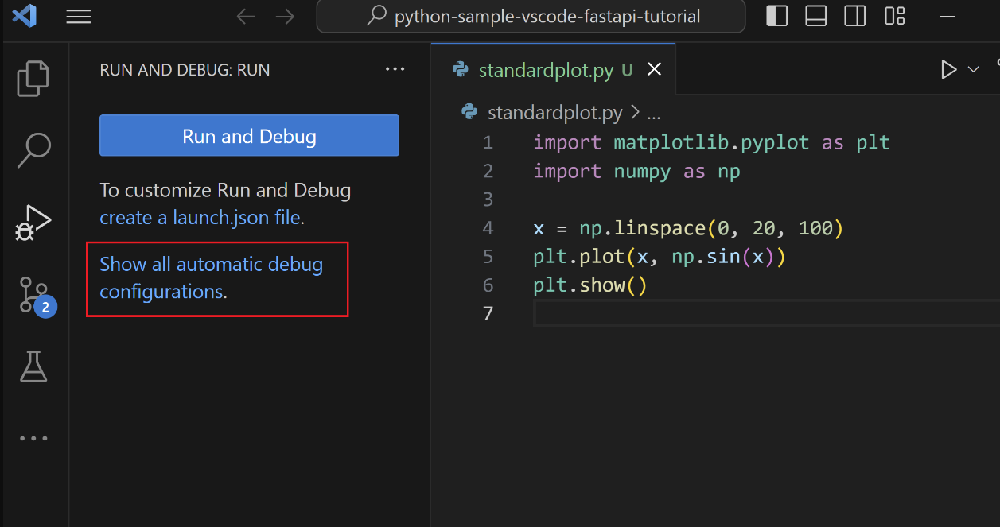 python-sample-vscode-fastapi-tutorial
RUN AND DEBUG: RUN
Run and Debug
To customize Run and Debug
create a launch.json file.
Show all automatic debug
configurations.
2
standardplot.py U
standardplot.py > ...
1 import matplotlib.pyplot as plt
2 import numpy as np
3
4 x = np.linspace(0, 20, 100)
5 plt.plot(x, np.sin(x))
6 plt.show()
7